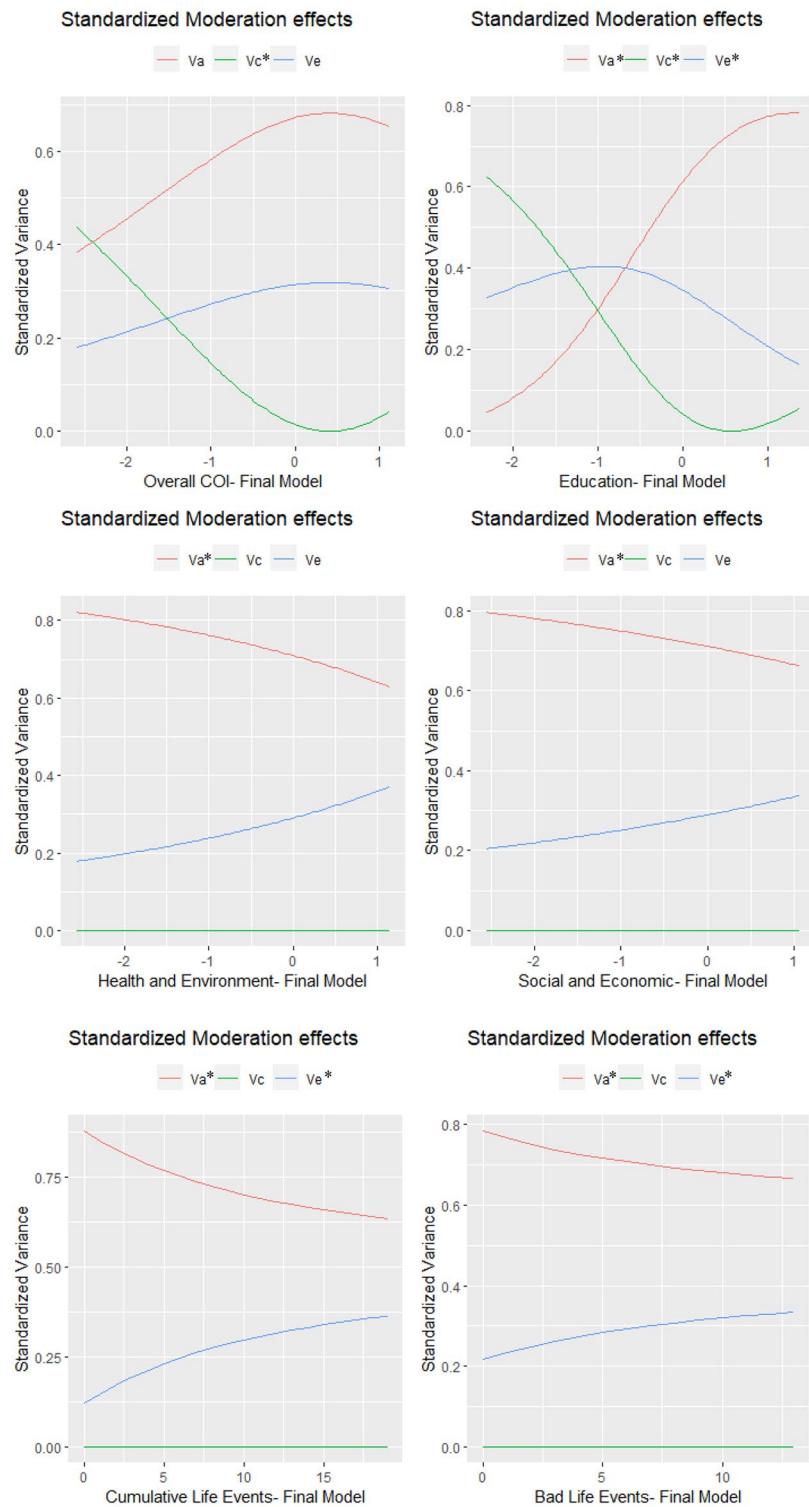 Standardized Moderation effects
Va Vc* Ve
0.6
0.4
0.2
0.0
Standardized Variance
-2 -1 0 1
Overall COI- Final Model
Standardized Moderation effects
Va* Vc* Ve*
0.8
0.6
0.4
0.2
0.0
Standardized Variance
-2 -1 0 1
Education- Final Model
Standardized Moderation effects
Va* Vc Ve
0.8
0.6
0.4
0.2
0.0
Standardized Variance
-2 -1 0 1
Health and Environment- Final Model
Standardized Moderation effects
Va* Vc Ve
0.8
0.6
0.4
0.2
0.0
Standardized Variance
-2 -1 0 1
Social and Economic- Final Model
Standardized Moderation effects
Va* Vc Ve*
0.75
0.50
0.25
0.00
Standardized Variance
0 5 10 15
Cumulative Life Events- Final Model
Standardized Moderation effects
Va* Vc Ve*
0.8
0.6
0.4
0.2
0.0
Standardized Variance
0 5 10
Bad Life Events- Final Model